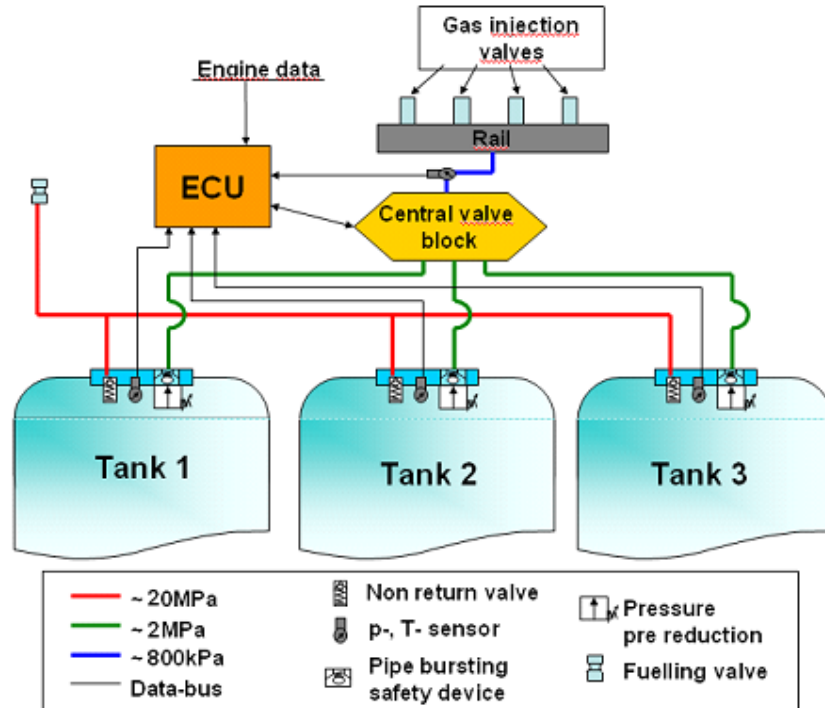 Gas injection
valves
Engine data
Rail
ECU
Central valve
block
Tank 1
Tank 2
Tank 3
~20MPa
~2MPa
~800kPa
Data-bus
Non return valve
p-, T- sensor
Pipe bursting
safety device
Pressure
pre reduction
Fuelling valve